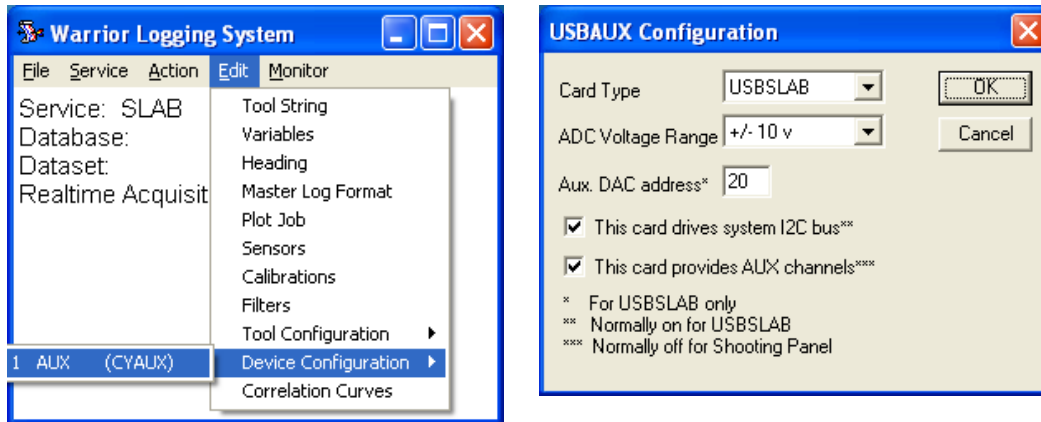 Warrior Logging System
File Service Action Edit Monitor
Service: SLAB
Database:
Dataset:
Realtime Acquisit
Tool String
Variables
Heading
Master Log Format
Plot Job
Sensors
Calibrations
Filters
Tool Configuration
Device Configuration
Correlation Curves
1 AUX (CYAUX)
USBAUX Configuration
Card Type USBSLAB OK
ADC Voltage Range +/- 10 v Cancel
Aux. DAC address* 20
This card drives system I2C bus**
This card provides AUX channels***
* For USBSLAB only
** Normally on for USBSLAB
*** Normally off for Shooting Panel